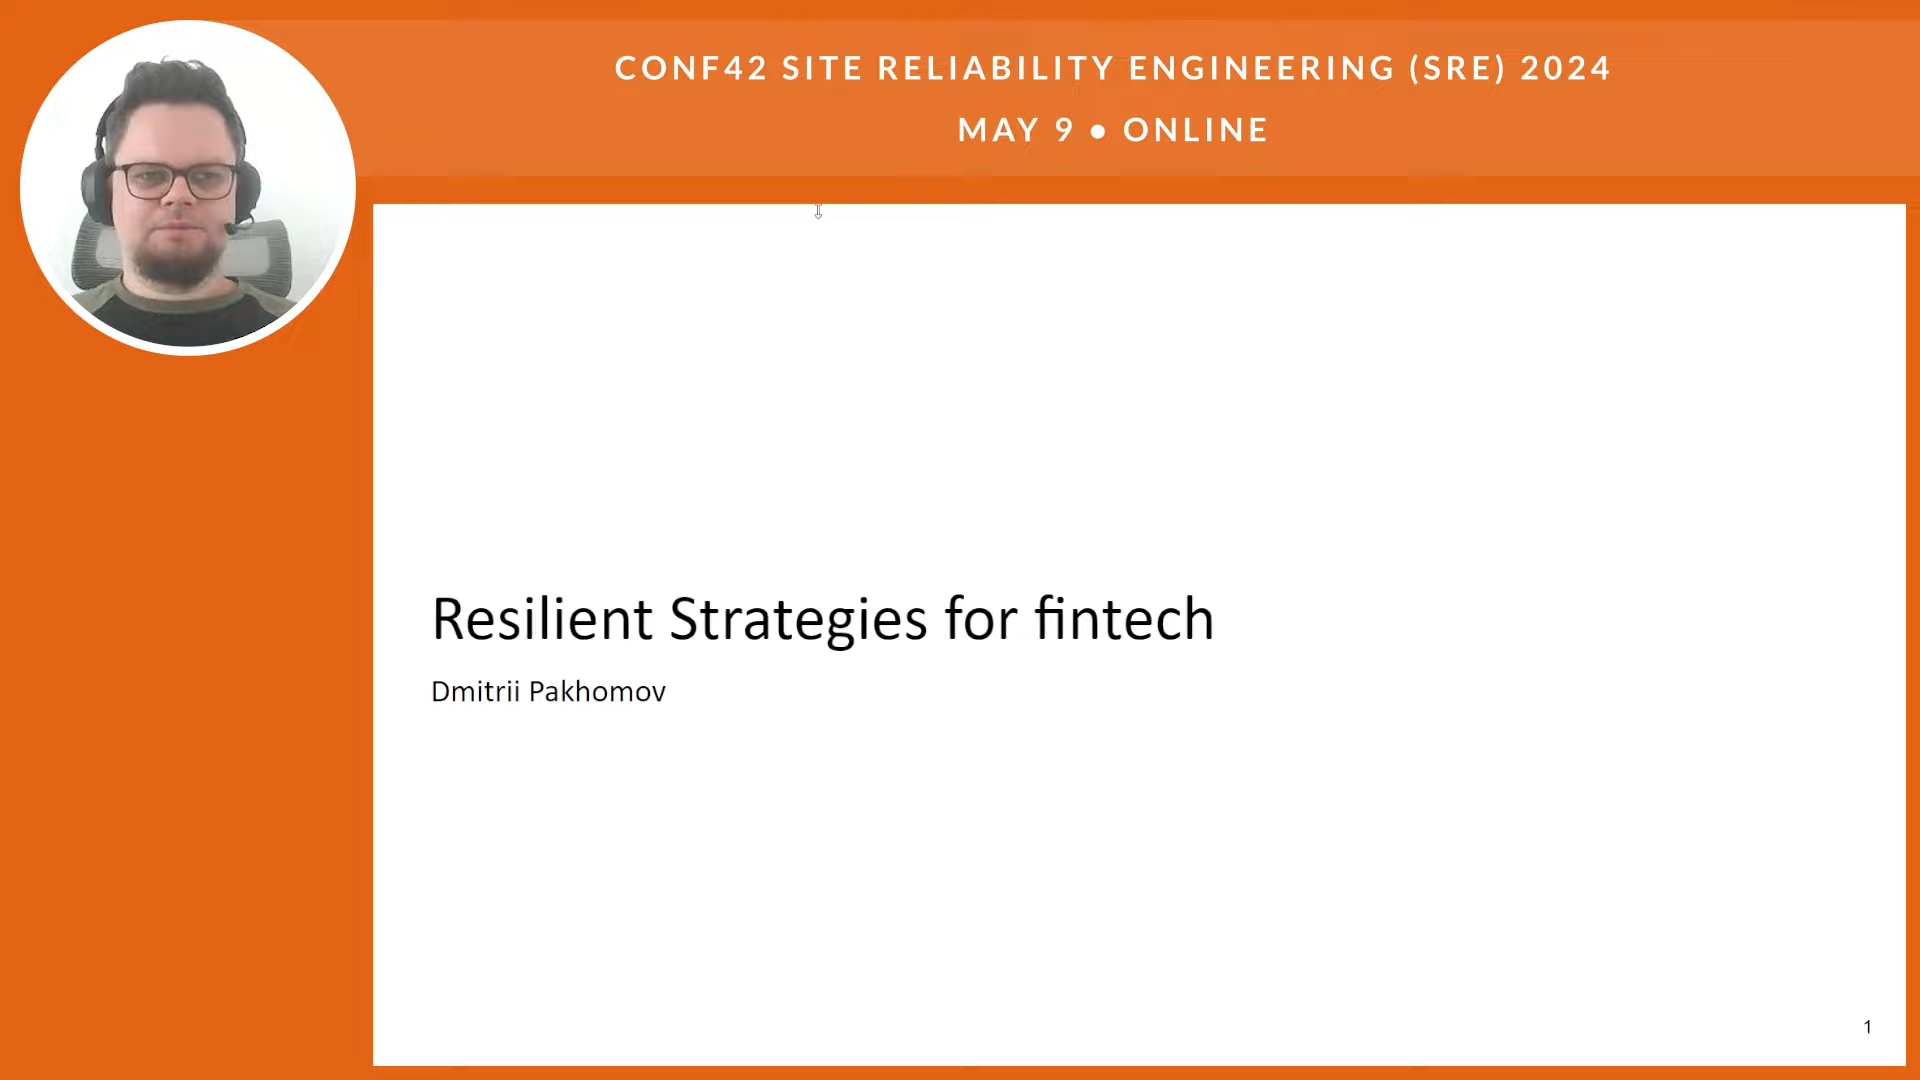 CONF42 SITE RELIABILITY ENGINEERING (SRE) 2024
MAY 9 ● ONLINE
Resilient Strategies for fintech
Dmitrii Pakhomov
1